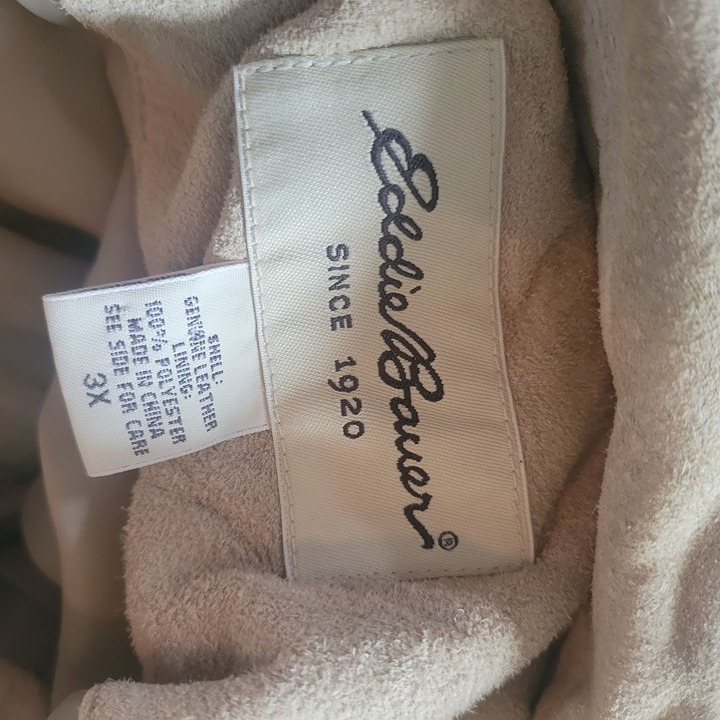 Eddie Bauer®
SINCE 1920
SHELL:
GENUINE LEATHER
LINING:
100% POLYESTER
MADE IN CHINA
SEE SIDE FOR CARE
3X